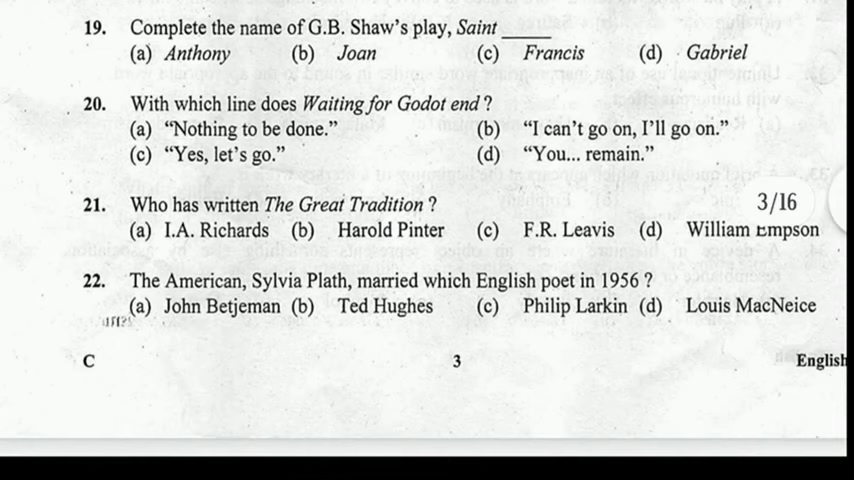 19. Complete the name of G.B. Shaw's play, Saint _____
(a) Anthony (b) Joan (c) Francis (d) Gabriel
20. With which line does Waiting for Godot end ?
(a) "Nothing to be done." (b) "I can't go on, I'll go on."
(c) "Yes, let's go." (d) "You... remain."
21. Who has written The Great Tradition ? 3/16
(a) I.A. Richards (b) Harold Pinter (c) F.R. Leavis (d) William Empson
22. The American, Sylvia Plath, married which English poet in 1956 ?
(a) John Betjeman (b) Ted Hughes (c) Philip Larkin (d) Louis MacNeice
C 3 English